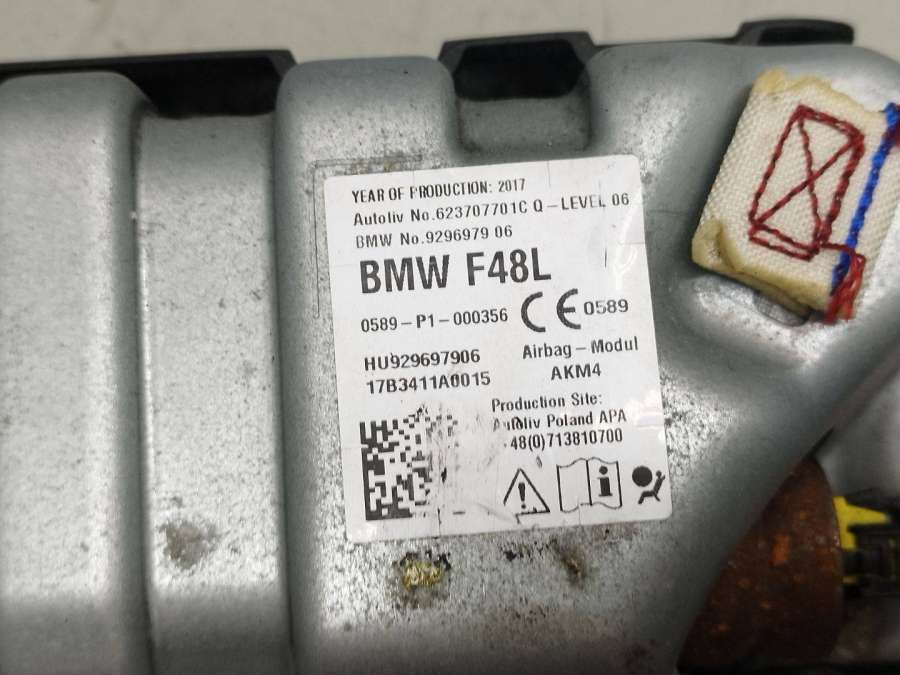 YEAR OF PRODUCTION: 2017
Autoliv No.623707701C Q-LEVEL 06
BMW No.9296979 06
BMW F48L
0589-P1-000356 CE 0589
HU929697906
17B3411A0015
Airbag-Modul
AKM4
Production Site:
Autoliv Poland APA
48(0)713810700